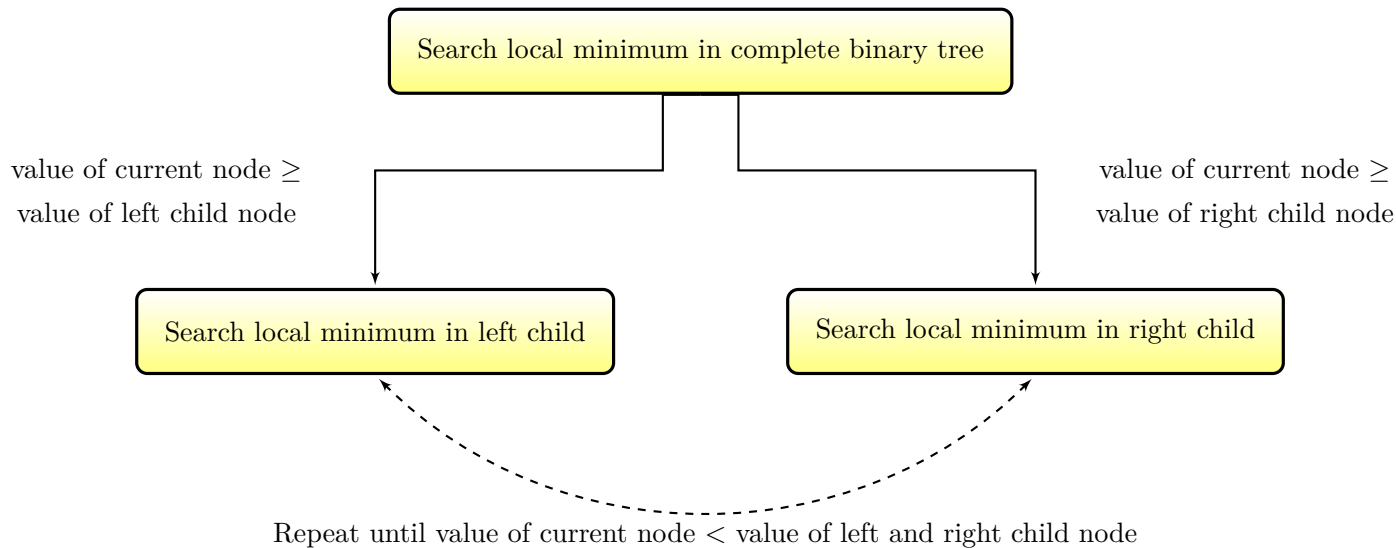 Search local minimum in complete binary tree
value of current node ≥
value of left child node
value of current node ≥
value of right child node
Search local minimum in left child
Search local minimum in right child
Repeat until value of current node < value of left and right child node